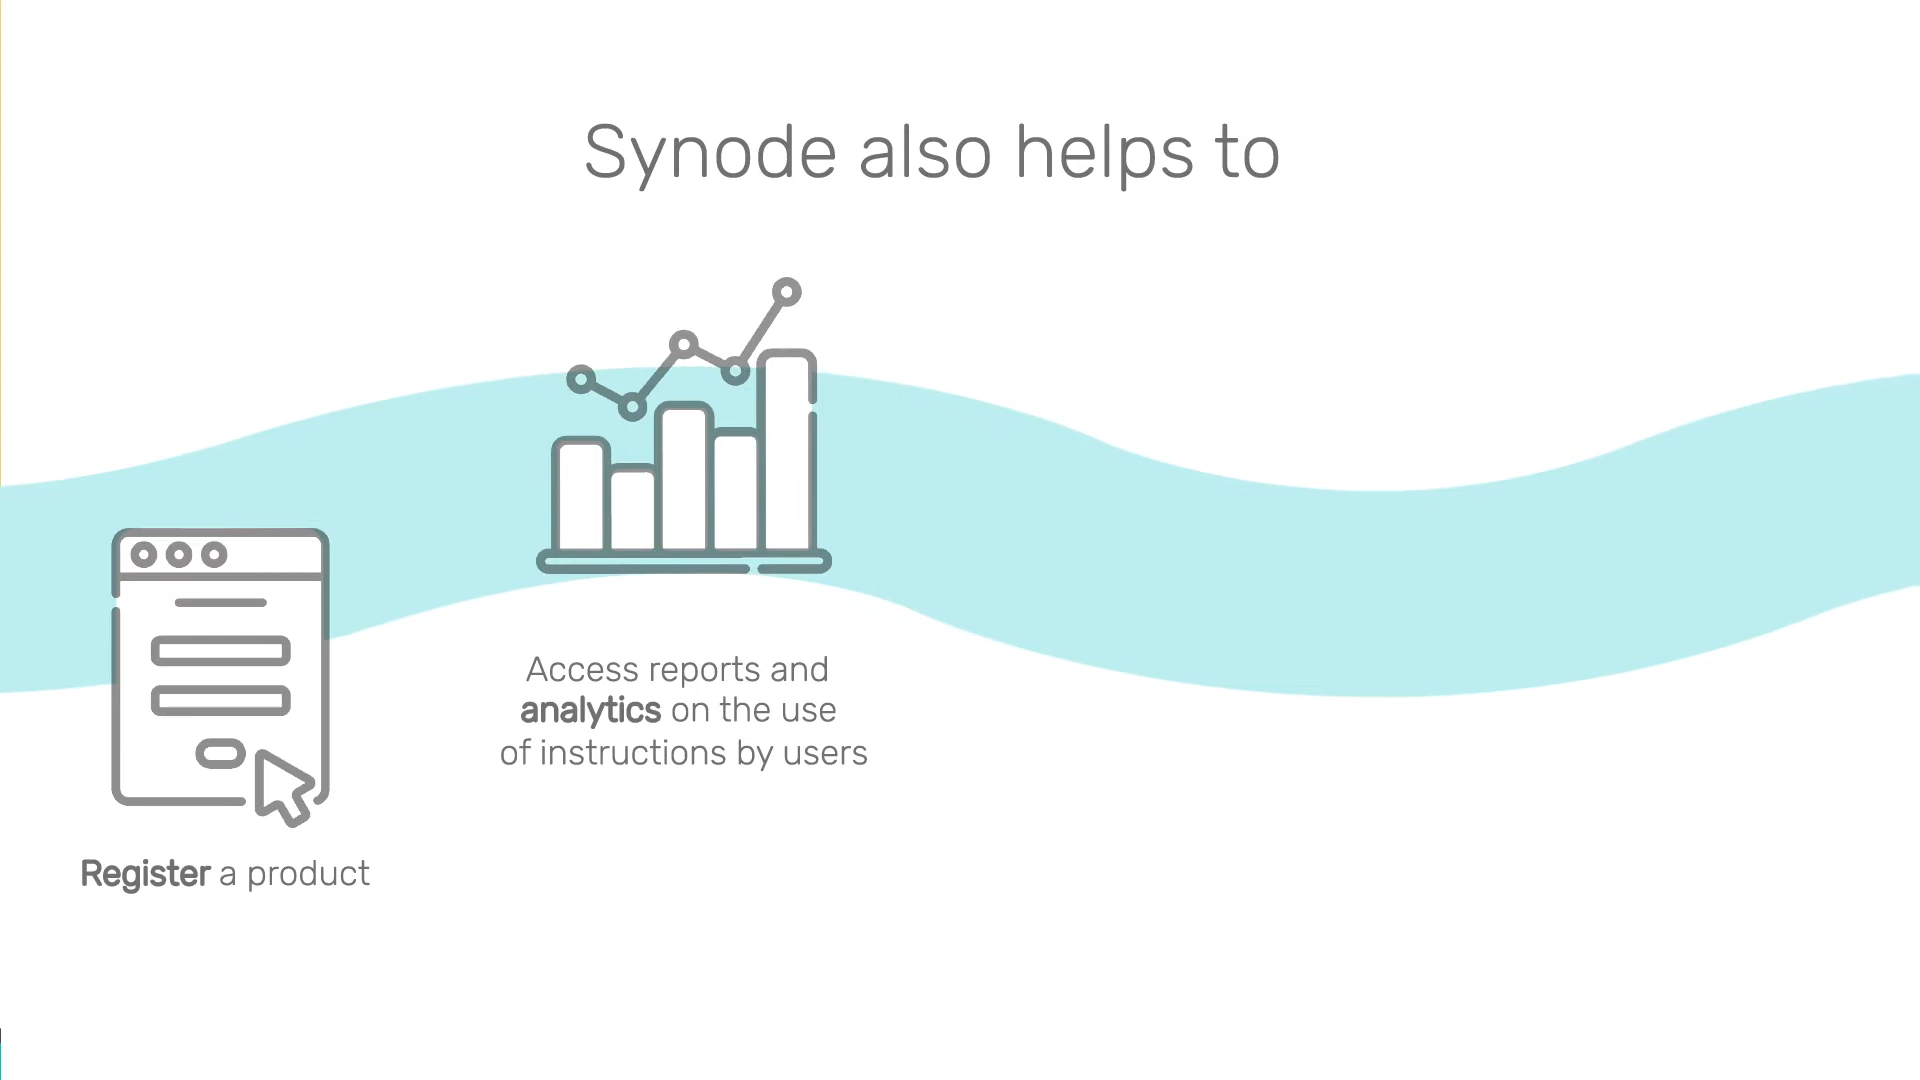 Synode also helps to
Access reports and
analytics on the use
of instructions by users
Register a product